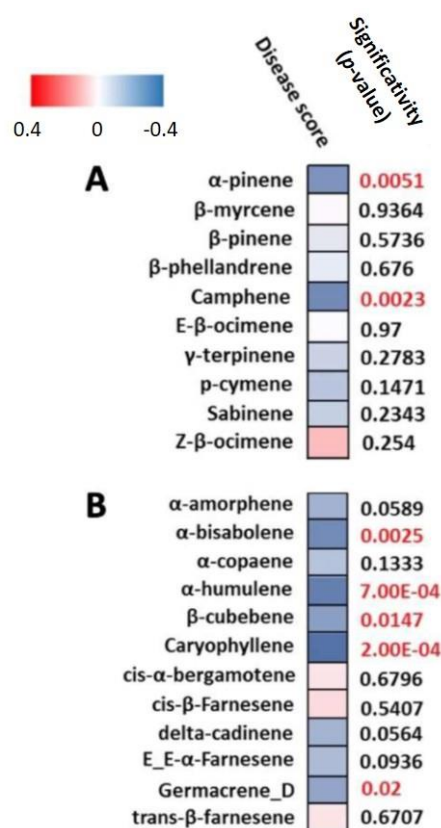 Disease score
Significativity
(p-value)
0.4 0 -0.4
A
α-pinene 0.0051
β-myrcene 0.9364
β-pinene 0.5736
β-phellandrene 0.676
Camphene 0.0023
E-β-ocimene 0.97
γ-terpinene 0.2783
p-cymene 0.1471
Sabinene 0.2343
Z-β-ocimene 0.254
B
α-amorphene 0.0589
α-bisabolene 0.0025
α-copaene 0.1333
α-humulene 7.00E-04
β-cubebene 0.0147
Caryophyllene 2.00E-04
cis-α-bergamotene 0.6796
cis-β-Farnesene 0.5407
delta-cadinene 0.0564
E_E-α-Farnesene 0.0936
Germacrene_D 0.02
trans-β-farnesene 0.6707